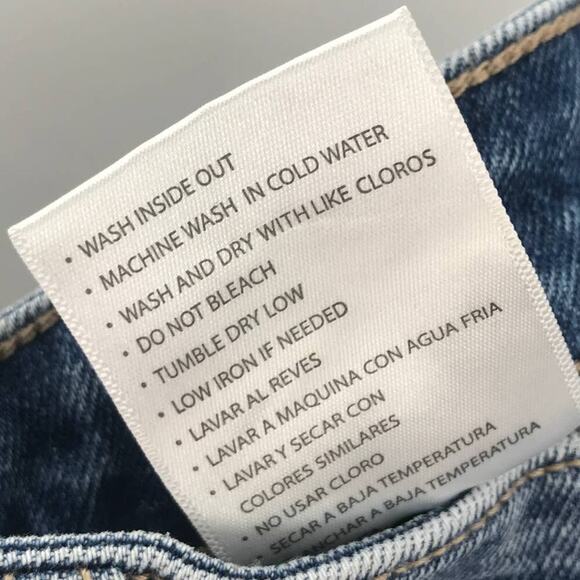 • WASH INSIDE OUT
• MACHINE WASH IN COLD WATER
• WASH AND DRY WITH LIKE CLOROS
• DO NOT BLEACH
• TUMBLE DRY LOW
• LOW IRON IF NEEDED
• LAVAR AL REVES
• LAVAR A MAQUINA CON AGUA FRIA
• LAVAR Y SECAR CON
COLORES SIMILARES
• NO USAR CLORO
• SECAR A BAJA TEMPERATURA
A BAJA TEMPERATURA